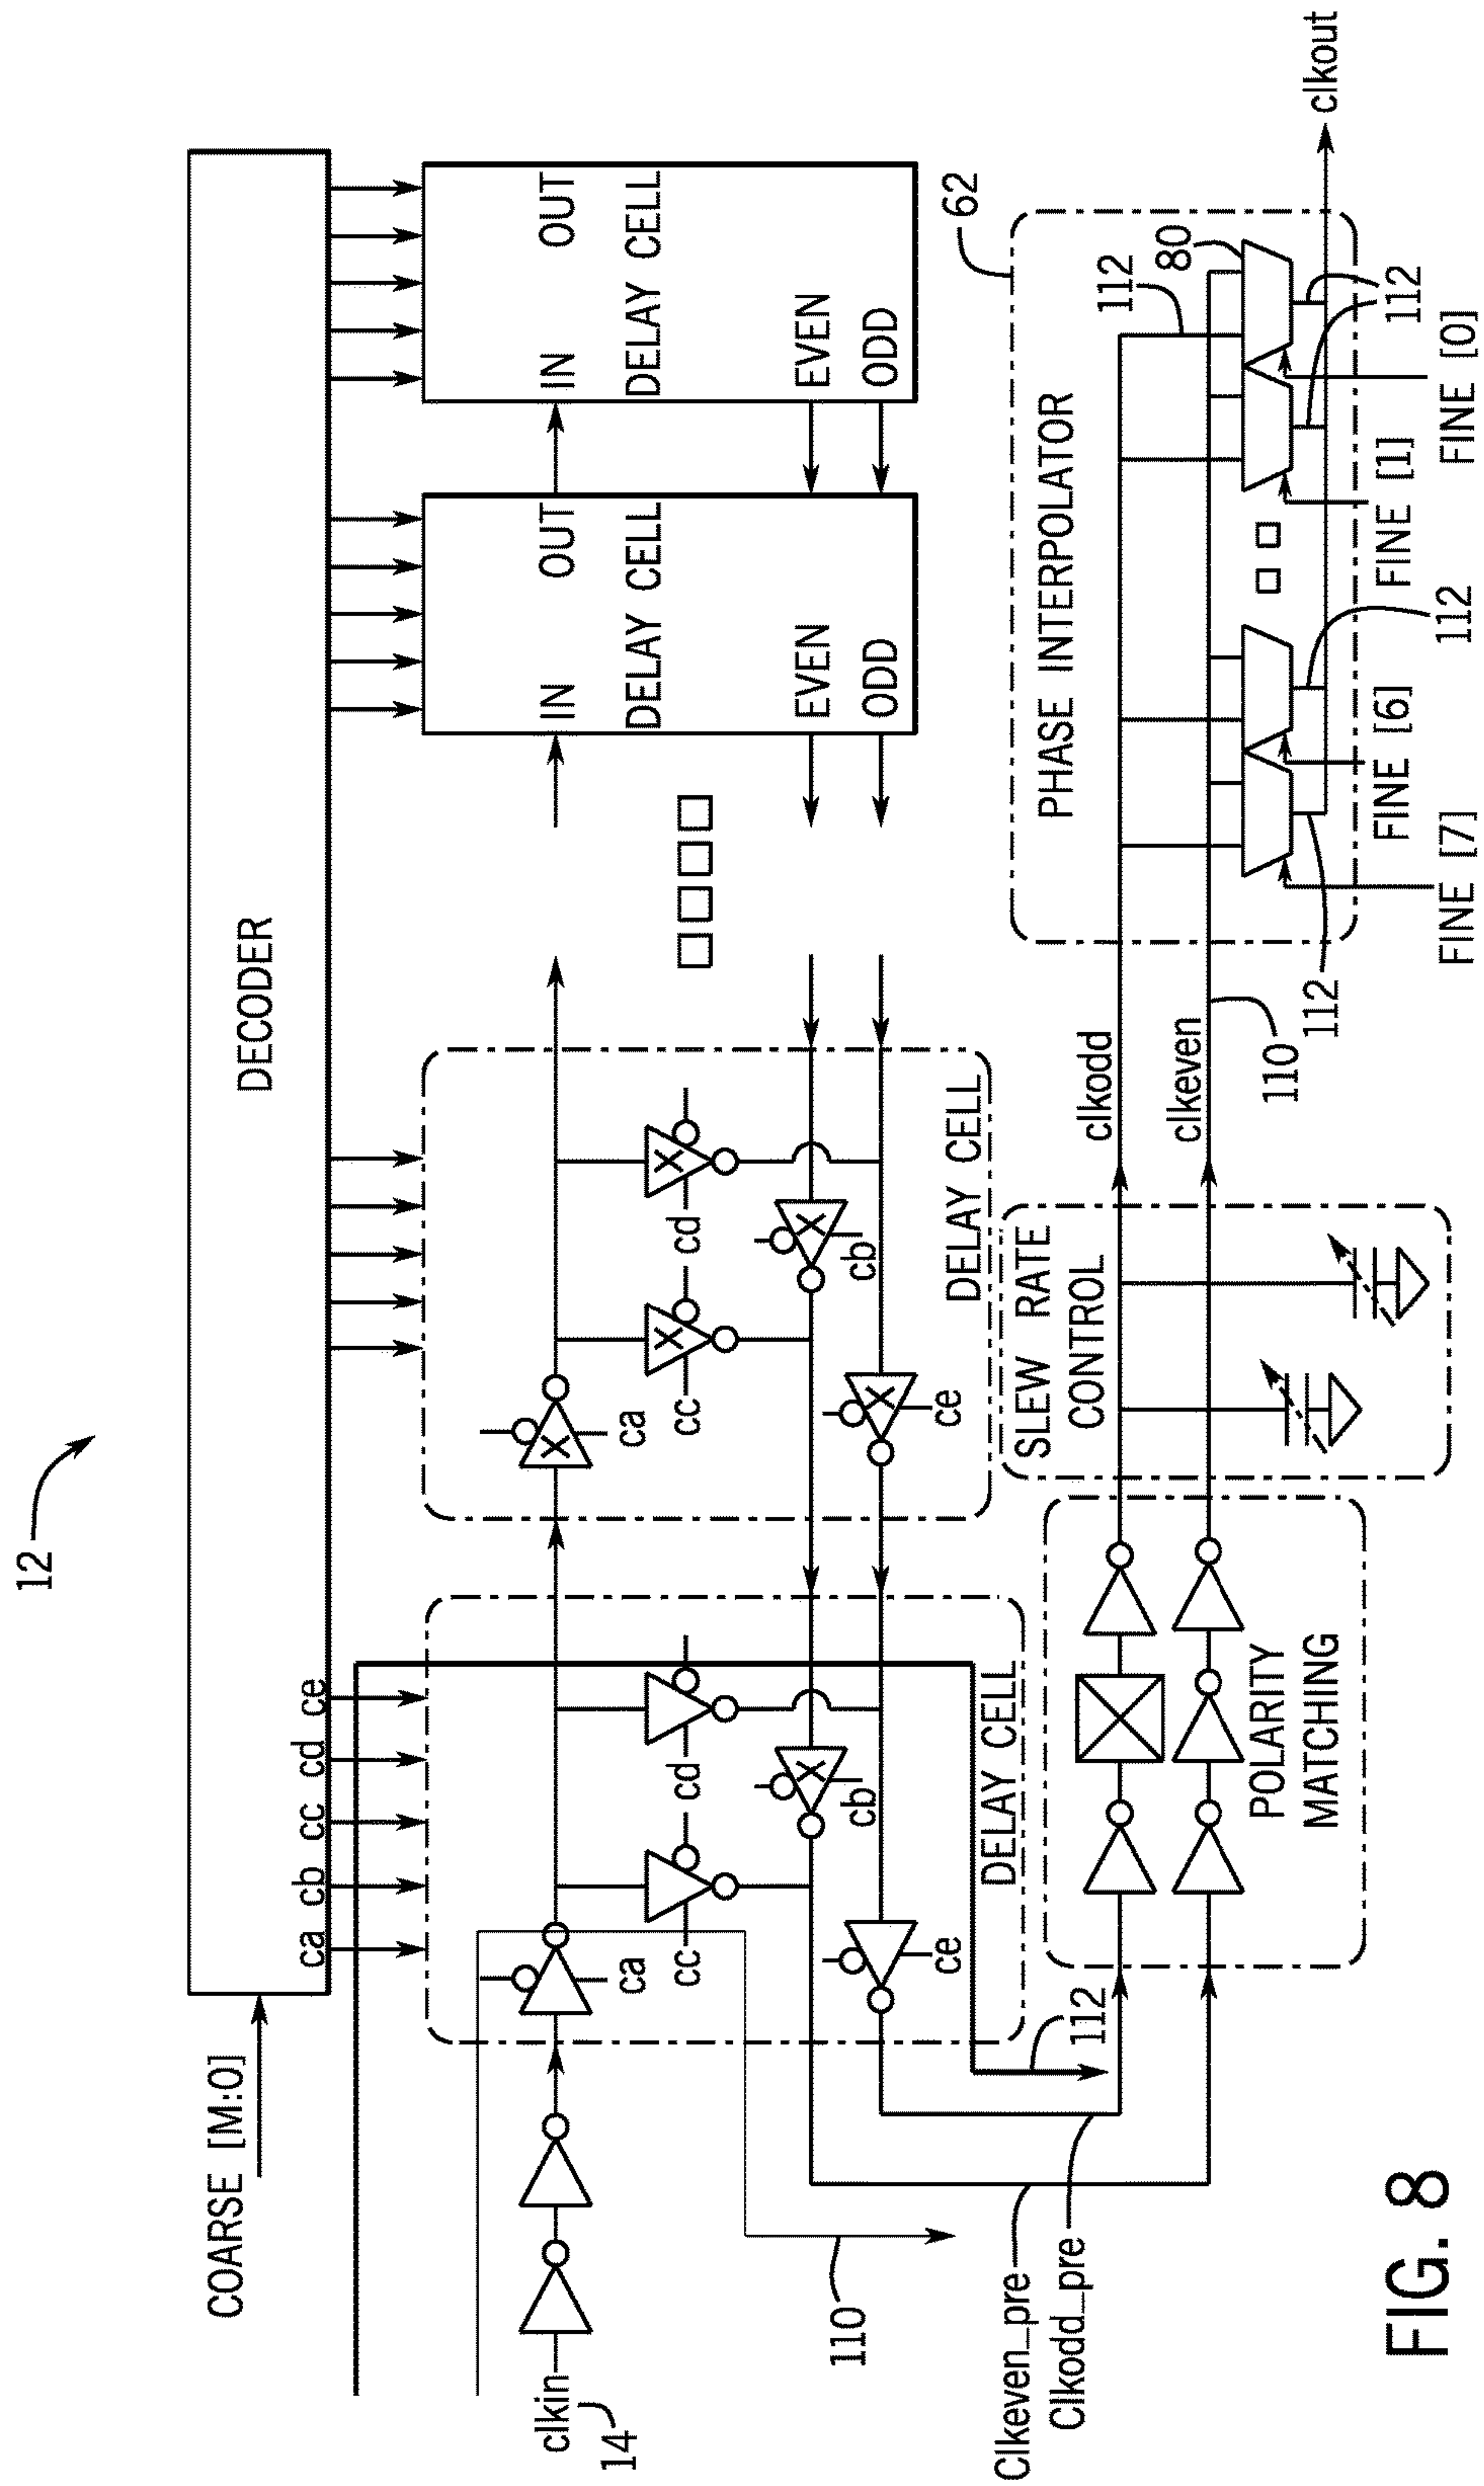 12
COARSE [M:0]
DECODER
ca
cb
cc
cd
ce
clkin
14
110
ca
cc
cd
cb
ce
DELAY CELL
112
ca
cc
cd
cb
ce
DELAY CELL
IN
OUT
DELAY CELL
EVEN
ODD
IN
OUT
DELAY CELL
EVEN
ODD
Clkeven_pre
Clkodd_pre
POLARITY
MATCHING
SLEW RATE
CONTROL
clkodd
clkeven
110
PHASE INTERPOLATOR
62
112
80
112
112
112
FINE [7]
FINE [6]
FINE [1]
FINE [0]
clkout
FIG. 8